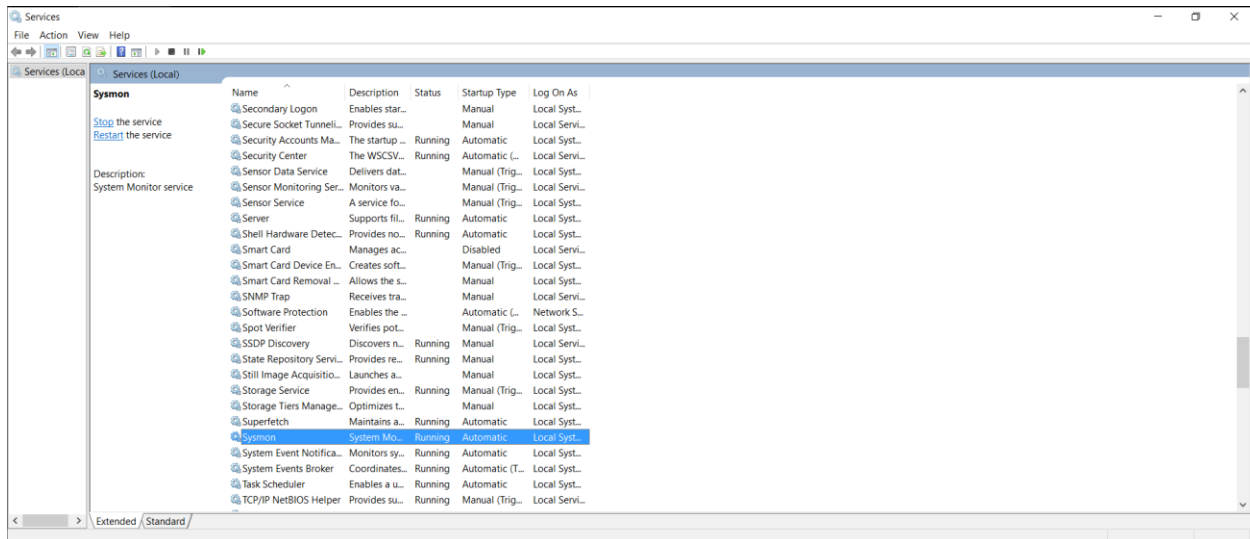 Services
File Action View Help
Services (Loca
Services (Local)
Sysmon
Stop the service
Restart the service
Description:
System Monitor service
Name Description Status Startup Type Log On As
Secondary Logon Enables star... Manual Local Syst...
Secure Socket Tunneli... Provides su... Manual Local Servi...
Security Accounts Ma... The startup ... Running Automatic Local Syst...
Security Center The WSCSV... Running Automatic (... Local Servi...
Sensor Data Service Delivers dat... Manual (Trig... Local Syst...
Sensor Monitoring Ser... Monitors va... Manual (Trig... Local Servi...
Sensor Service A service fo... Manual (Trig... Local Syst...
Server Supports fil... Running Automatic Local Syst...
Shell Hardware Detec... Provides no... Running Automatic Local Syst...
Smart Card Manages ac... Disabled Local Servi...
Smart Card Device En... Creates soft... Manual (Trig... Local Syst...
Smart Card Removal ... Allows the s... Manual Local Syst...
SNMP Trap Receives tra... Manual Local Servi...
Software Protection Enables the ... Automatic (... Network S...
Spot Verifier Verifies pot... Manual (Trig... Local Syst...
SSDP Discovery Discovers n... Running Manual Local Servi...
State Repository Servi... Provides re... Running Manual Local Syst...
Still Image Acquisitio... Launches a... Manual Local Syst...
Storage Service Provides en... Running Manual (Trig... Local Syst...
Storage Tiers Manage... Optimizes t... Manual Local Syst...
Superfetch Maintains a... Running Automatic Local Syst...
Sysmon System Mo... Running Automatic Local Syst...
System Event Notifica... Monitors sy... Running Automatic Local Syst...
System Events Broker Coordinates... Running Automatic (T... Local Syst...
Task Scheduler Enables a u... Running Automatic Local Syst...
TCP/IP NetBIOS Helper Provides su... Running Manual (Trig... Local Servi...
Extended Standard